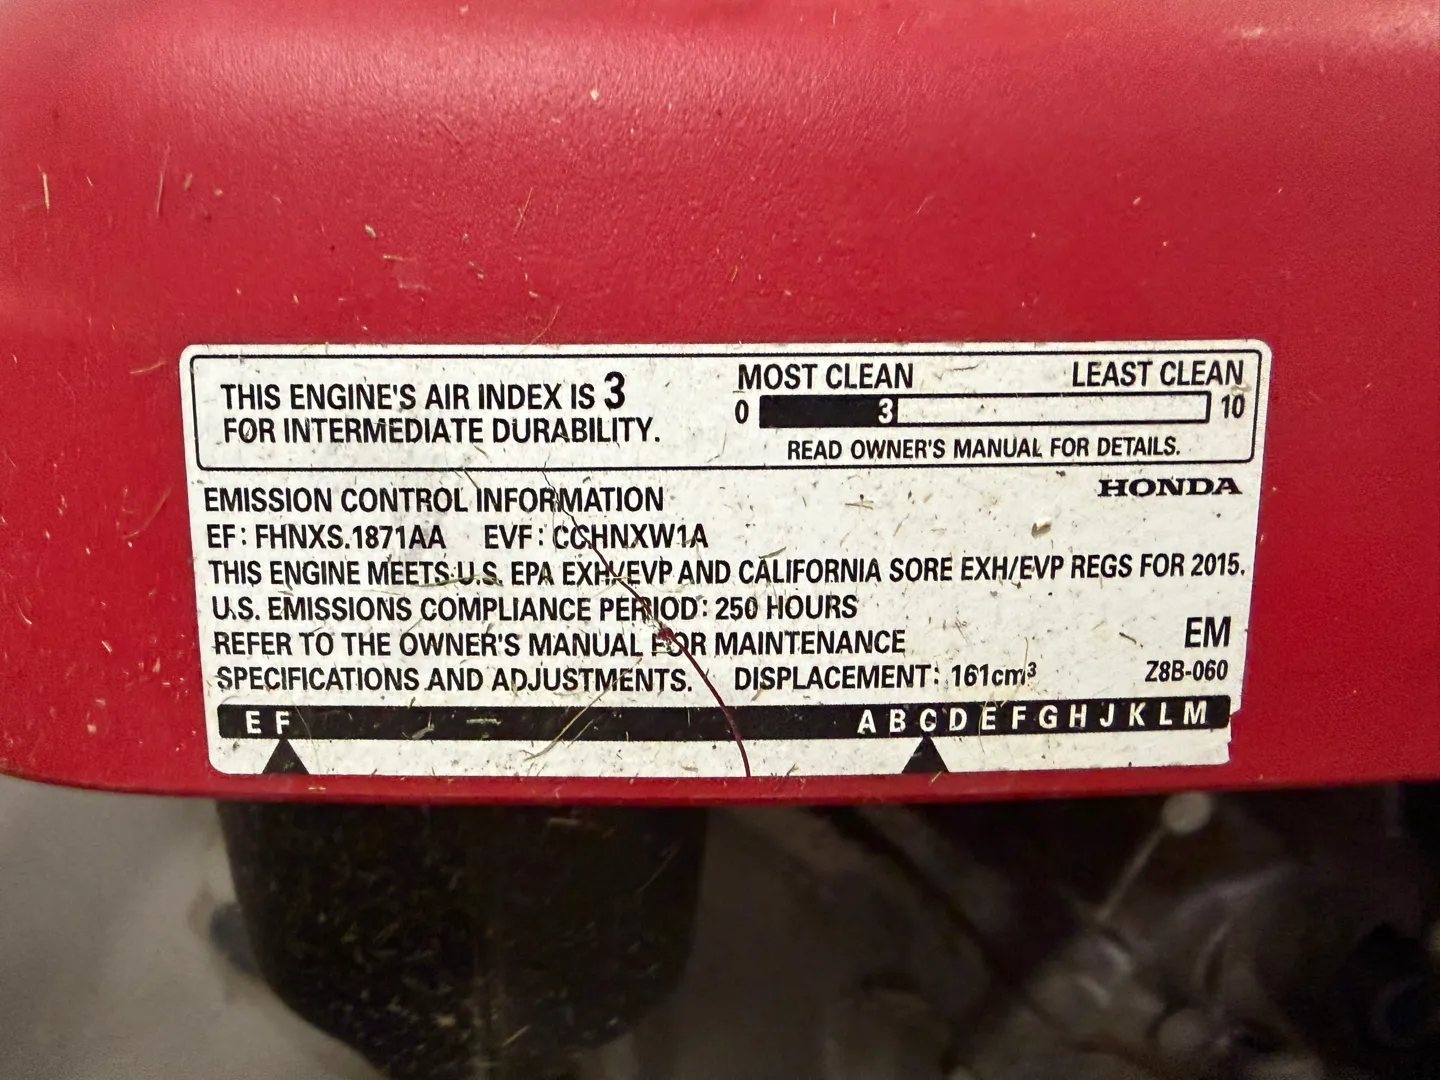 THIS ENGINE'S AIR INDEX IS 3
FOR INTERMEDIATE DURABILITY.
MOST CLEAN LEAST CLEAN
0 3 10
READ OWNER'S MANUAL FOR DETAILS.
EMISSION CONTROL INFORMATION
HONDA
EF: FHNXS.1871AA EVF: CCHNXW1A
THIS ENGINE MEETS U.S. EPA EXH/EVP AND CALIFORNIA SORE EXH/EVP REGS FOR 2015.
U.S. EMISSIONS COMPLIANCE PERIOD: 250 HOURS
REFER TO THE OWNER'S MANUAL FOR MAINTENANCE
EM
SPECIFICATIONS AND ADJUSTMENTS. DISPLACEMENT: 161cm³
Z8B-060
E F A B C D E F G H J K L M